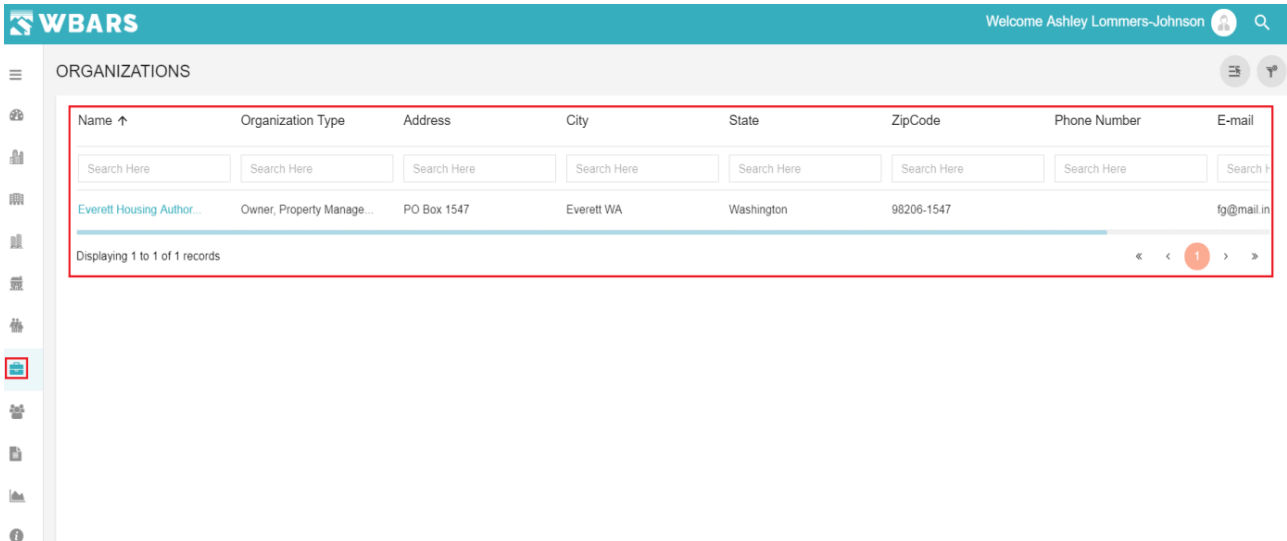 WBARS
Welcome Ashley Lommers-Johnson
ORGANIZATIONS
Name ↑ Organization Type Address City State ZipCode Phone Number E-mail
Search Here Search Here Search Here Search Here Search Here Search Here Search Here Search H
Everett Housing Author... Owner, Property Manage... PO Box 1547 Everett WA Washington 98206-1547 fg@mail.in
Displaying 1 to 1 of 1 records « ‹ 1 › »